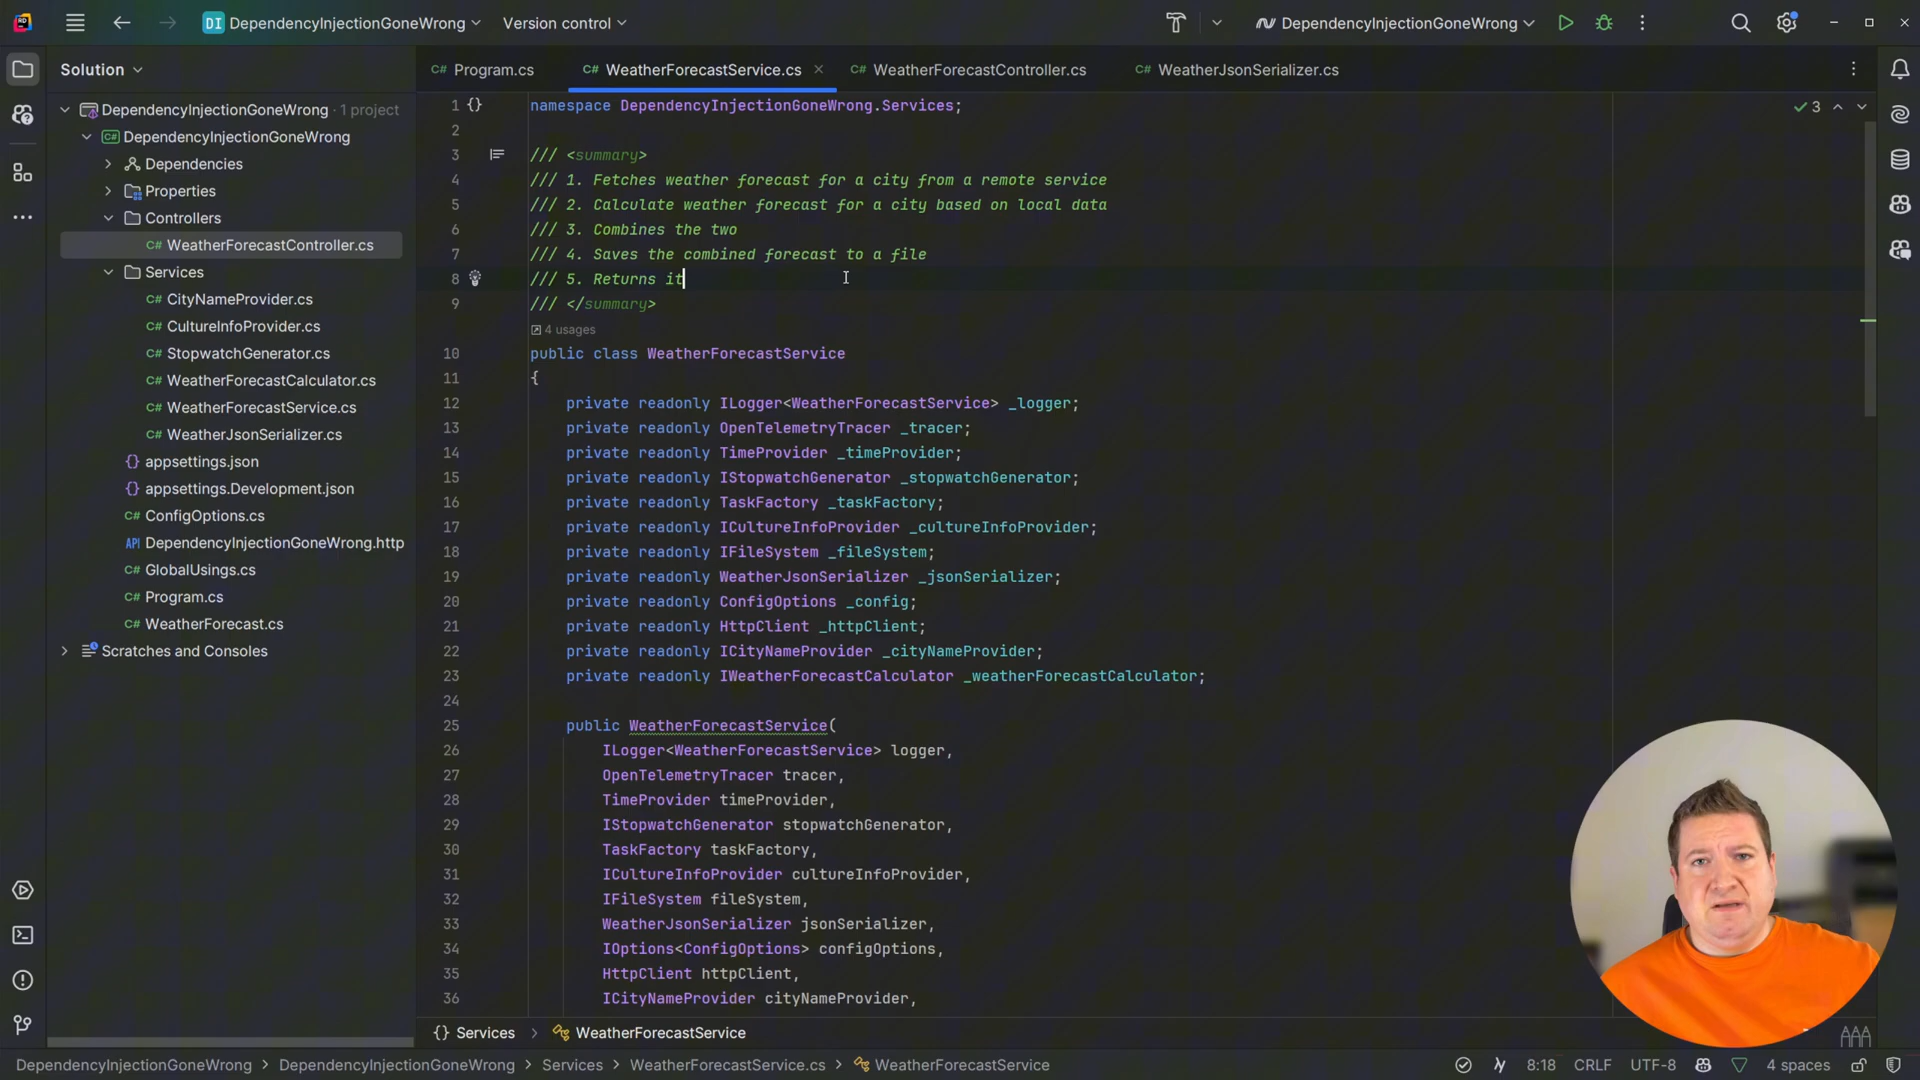 DI DependencyInjectionGoneWrong Version control DependencyInjectionGoneWrong
Solution
Program.cs WeatherForecastService.cs WeatherForecastController.cs WeatherJsonSerializer.cs
DependencyInjectionGoneWrong · 1 project
DependencyInjectionGoneWrong
Dependencies
Properties
Controllers
C# WeatherForecastController.cs
Services
C# CityNameProvider.cs
C# CultureInfoProvider.cs
C# StopwatchGenerator.cs
C# WeatherForecastCalculator.cs
C# WeatherForecastService.cs
C# WeatherJsonSerializer.cs
{} appsettings.json
{} appsettings.Development.json
C# ConfigOptions.cs
API DependencyInjectionGoneWrong.http
C# GlobalUsings.cs
C# Program.cs
C# WeatherForecast.cs
Scratches and Consoles
3
1 {} namespace DependencyInjectionGoneWrong.Services;
2
3 /// <summary>
4 /// 1. Fetches weather forecast for a city from a remote service
5 /// 2. Calculate weather forecast for a city based on local data
6 /// 3. Combines the two
7 /// 4. Saves the combined forecast to a file
8 /// 5. Returns it
9 /// </summary>
4 usages
10 public class WeatherForecastService
11 {
12 private readonly ILogger<WeatherForecastService> _logger;
13 private readonly OpenTelemetryTracer _tracer;
14 private readonly TimeProvider _timeProvider;
15 private readonly IStopwatchGenerator _stopwatchGenerator;
16 private readonly TaskFactory _taskFactory;
17 private readonly ICultureInfoProvider _cultureInfoProvider;
18 private readonly IFileSystem _fileSystem;
19 private readonly WeatherJsonSerializer _jsonSerializer;
20 private readonly ConfigOptions _config;
21 private readonly HttpClient _httpClient;
22 private readonly ICityNameProvider _cityNameProvider;
23 private readonly IWeatherForecastCalculator _weatherForecastCalculator;
24
25 public WeatherForecastService(
26 ILogger<WeatherForecastService> logger,
27 OpenTelemetryTracer tracer,
28 TimeProvider timeProvider,
29 IStopwatchGenerator stopwatchGenerator,
30 TaskFactory taskFactory,
31 ICultureInfoProvider cultureInfoProvider,
32 IFileSystem fileSystem,
33 WeatherJsonSerializer jsonSerializer,
34 IOptions<ConfigOptions> configOptions,
35 HttpClient httpClient,
36 ICityNameProvider cityNameProvider,
{} Services > WeatherForecastService
DependencyInjectionGoneWrong > DependencyInjectionGoneWrong > Services > WeatherForecastService.cs > WeatherForecastService 8:18 CRLF UTF-8 4 spaces